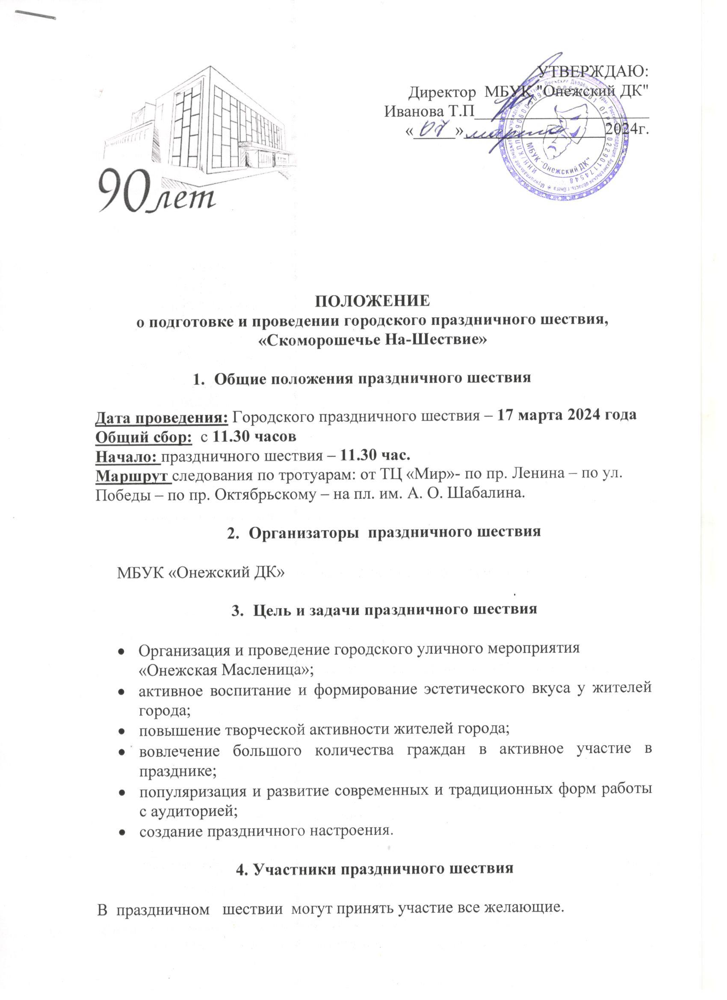 УТВЕРЖДАЮ:
Директор МБУК "Онежский ДК"
Иванова Т.П
« » марта 2024г.
МБУК "Онежский ДК"
90 лет
ПОЛОЖЕНИЕ
о подготовке и проведении городского праздничного шествия,
«Скоморошечье На-Шествие»
1. Общие положения праздничного шествия
Дата проведения: Городского праздничного шествия – 17 марта 2024 года
Общий сбор: с 11.30 часов
Начало: праздничного шествия – 11.30 час.
Маршрут следования по тротуарам: от ТЦ «Мир»- по пр. Ленина – по ул.
Победы – по пр. Октябрьскому – на пл. им. А. О. Шабалина.
2. Организаторы праздничного шествия
МБУК «Онежский ДК»
3. Цель и задачи праздничного шествия
• Организация и проведение городского уличного мероприятия
«Онежская Масленица»;
• активное воспитание и формирование эстетического вкуса у жителей
города;
• повышение творческой активности жителей города;
• вовлечение большого количества граждан в активное участие в
празднике;
• популяризация и развитие современных и традиционных форм работы
с аудиторией;
• создание праздничного настроения.
4. Участники праздничного шествия
В праздничном шествии могут принять участие все желающие.